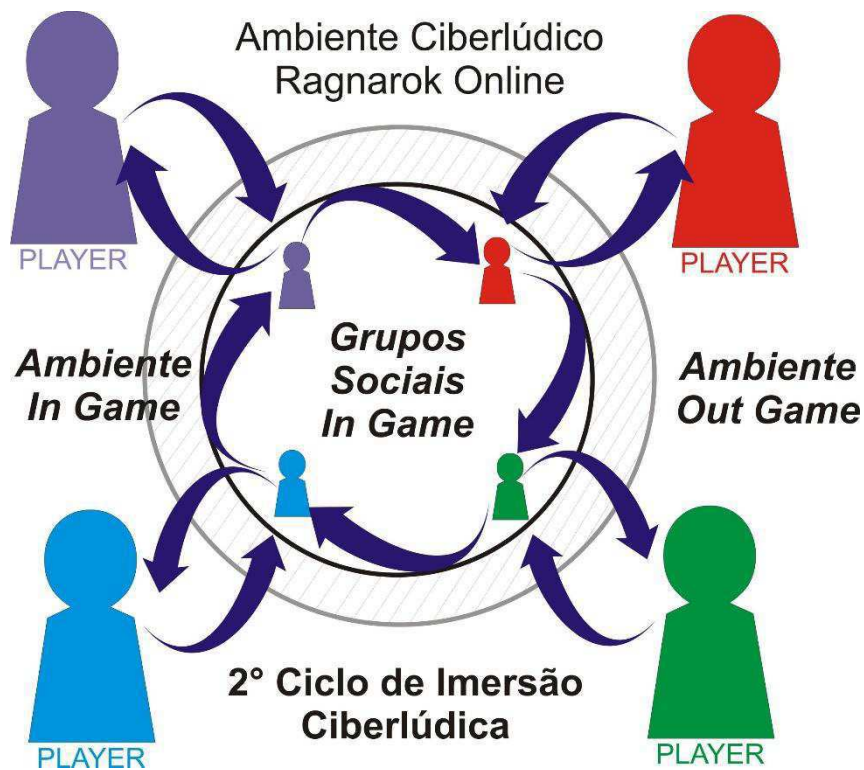 Ambiente Ciberlúdico
Ragnarok Online
PLAYER
PLAYER
Ambiente
In Game
Grupos
Sociais
In Game
Ambiente
Out Game
2° Ciclo de Imersão
Ciberlúdica
PLAYER
PLAYER